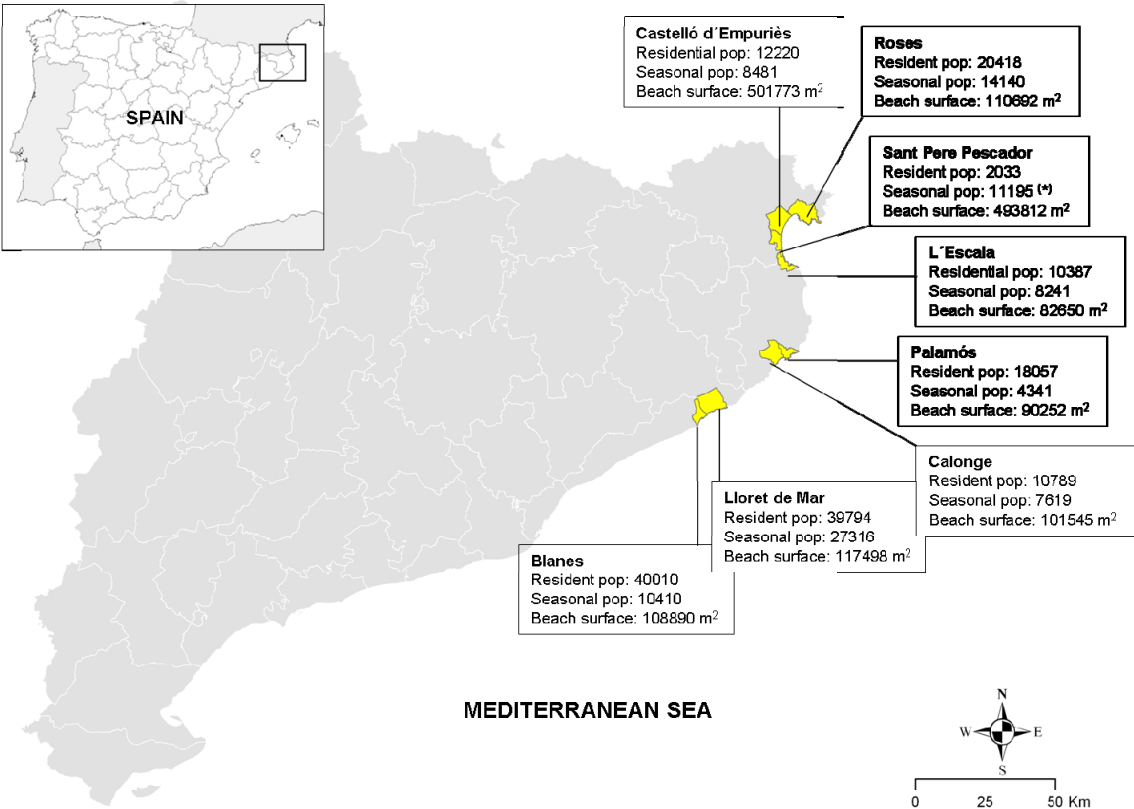 SPAIN
Castelló d´Empuriès
Residential pop: 12220
Seasonal pop: 8481
Beach surface: 501773 m²
Roses
Resident pop: 20418
Seasonal pop: 14140
Beach surface: 110692 m²
Sant Pere Pescador
Resident pop: 2033
Seasonal pop: 11195 (*)
Beach surface: 493812 m²
L´Escala
Residential pop: 10387
Seasonal pop: 8241
Beach surface: 82650 m²
Palamós
Resident pop: 18057
Seasonal pop: 4341
Beach surface: 90252 m²
Calonge
Resident pop: 10789
Seasonal pop: 7619
Beach surface: 101545 m²
Lloret de Mar
Resident pop: 39794
Seasonal pop: 27316
Beach surface: 117498 m²
Blanes
Resident pop: 40010
Seasonal pop: 10410
Beach surface: 108890 m²
MEDITERRANEAN SEA
N
W E
S
0 25 50 Km